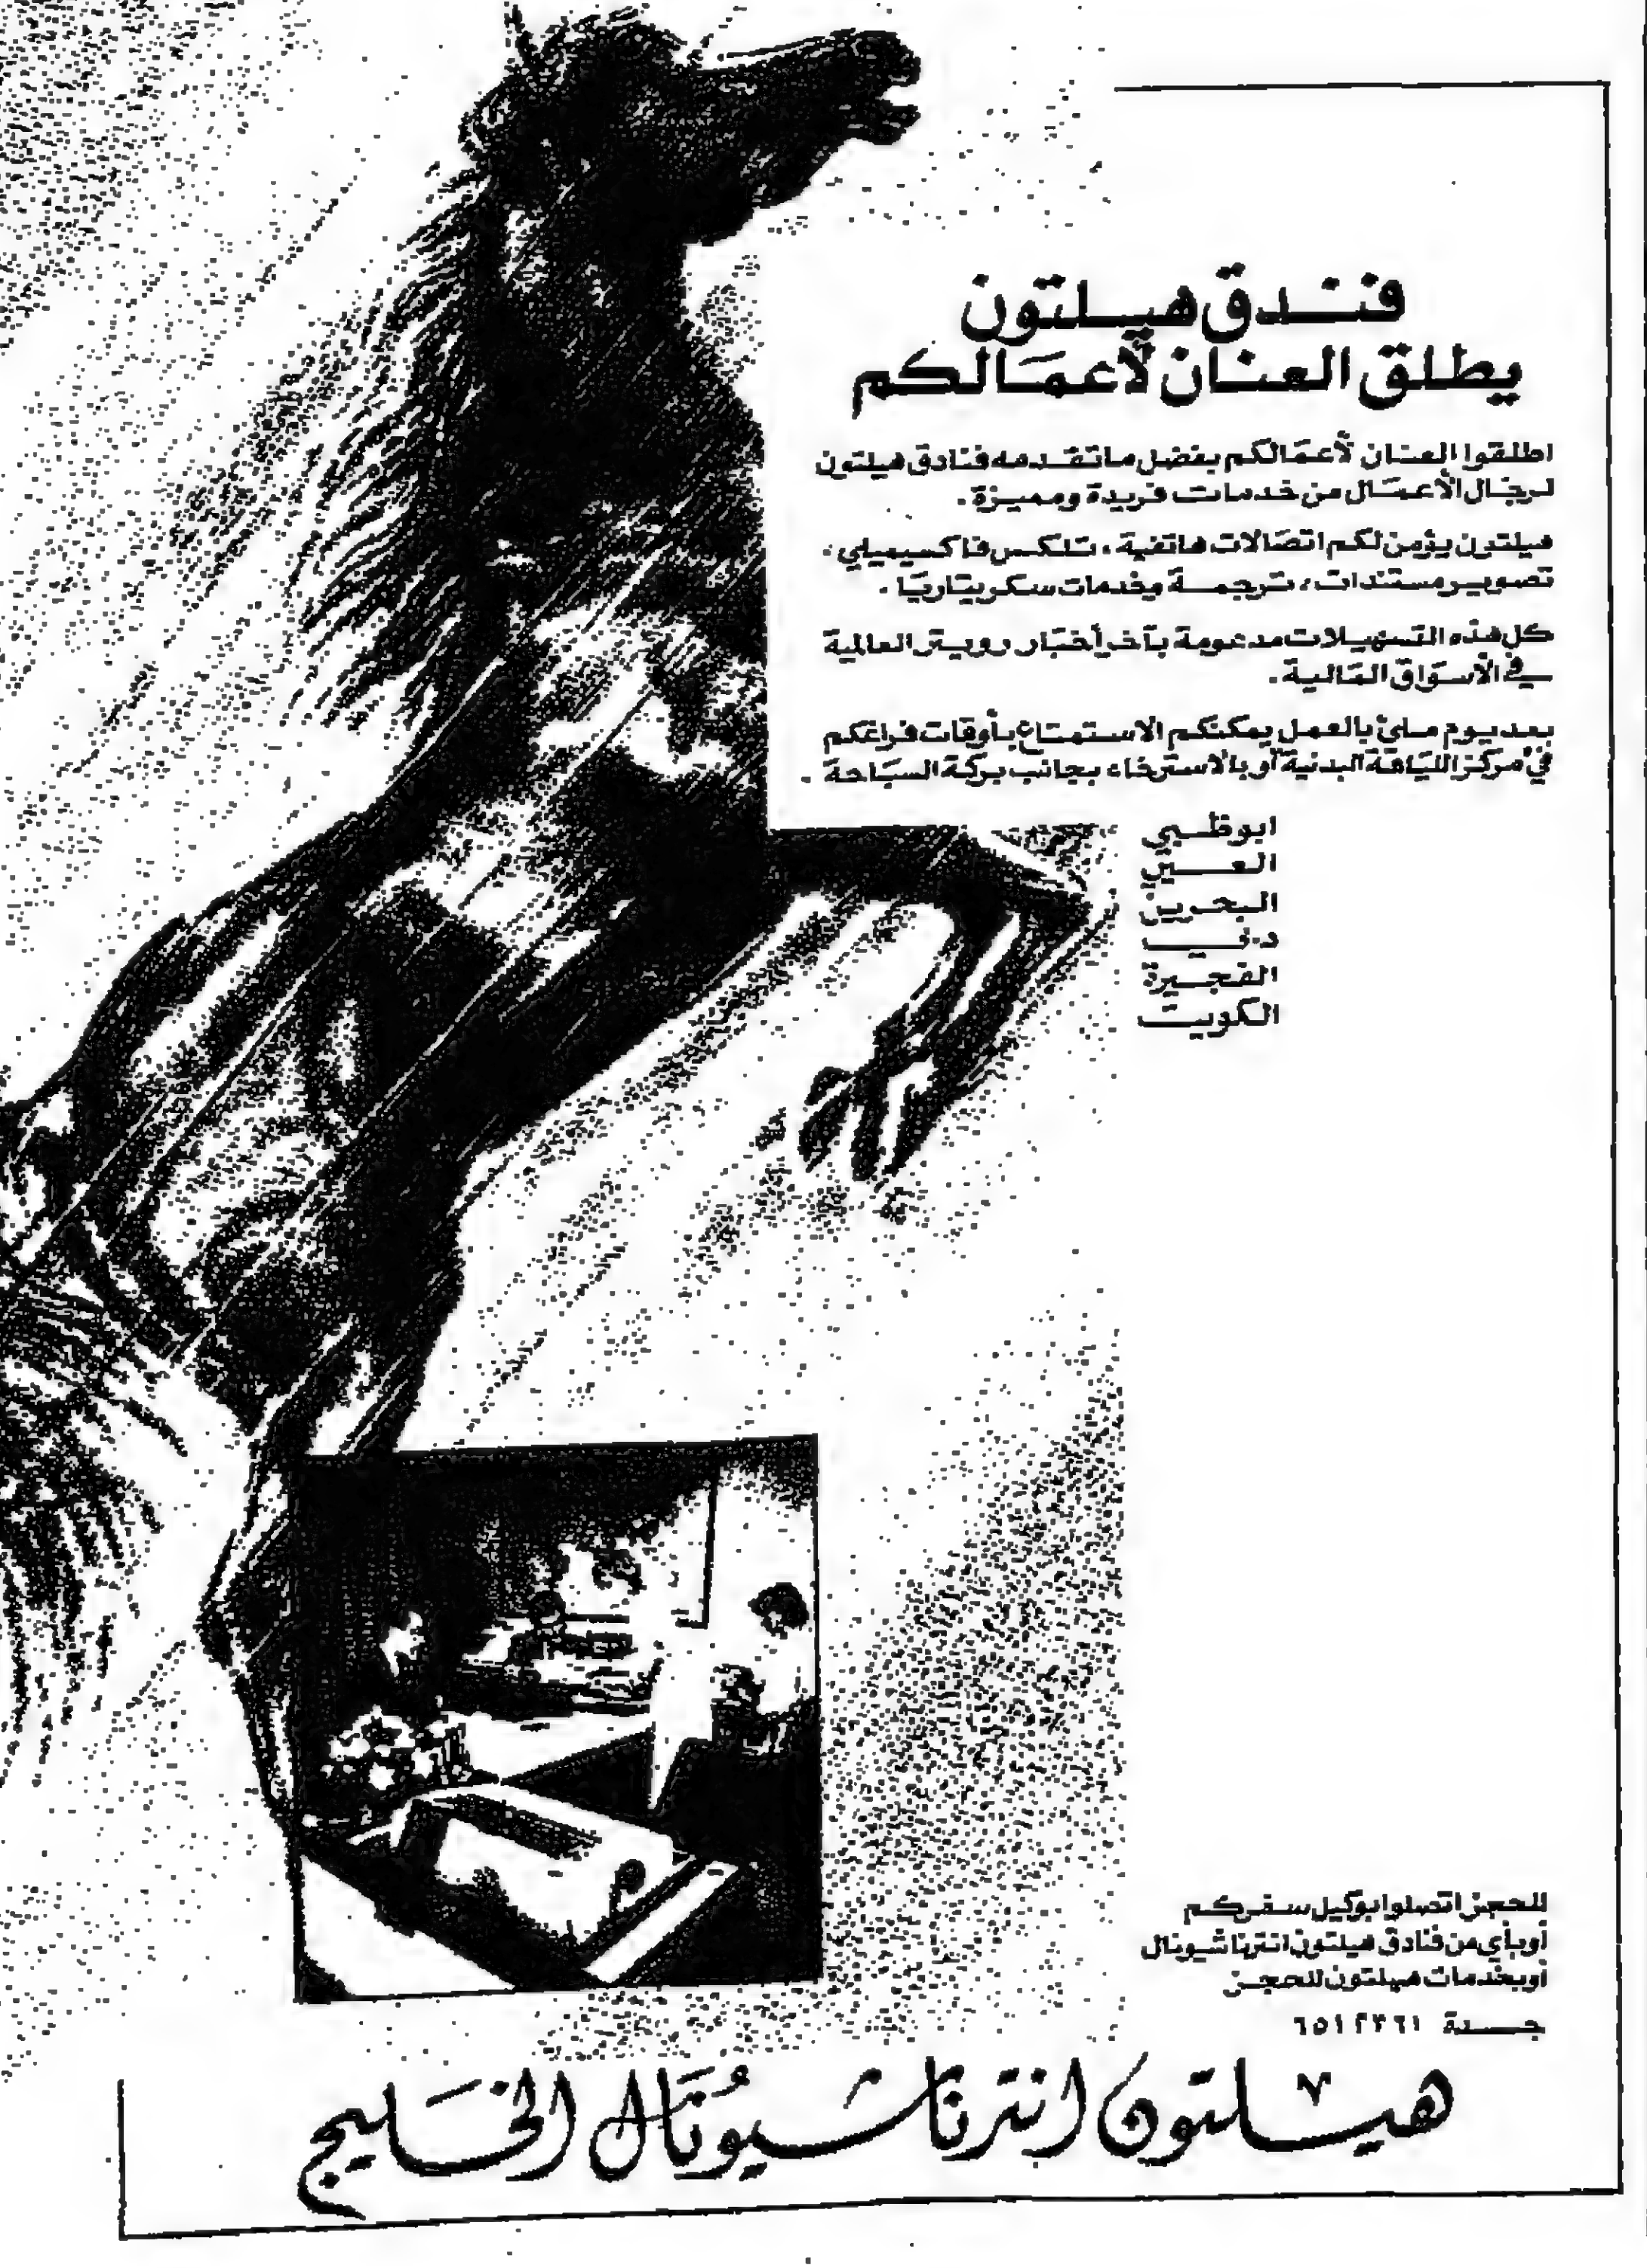 فندق هيلتون
يطلق العنان لأعمالكم
اطلقوا العنان لأعمالكم بفضل ماتقدمه فنادق هيلتون
لرجال الأعمال من خدمات فريدة ومميزة.
هيلتون يؤمن لكم اتصالات هاتفية، تلكس فاكسيميلي،
تصوير مستندات، ترجمة وخدمات سكريتاريا.
كل هذه التسهيلات مدعومة بآخر أخبار رويتر العالمية
في الأسواق المالية.
بعد يوم ملئ بالعمل يمكنكم الاستمتاع بأوقات فراغكم
في مركز اللياقة البدنية أو بالاسترخاء بجانب بركة السباحة.
ابوظبي
العين
البحرين
دبي
الفجيرة
الكويت
للحجز اتصلوا بوكيل سفركم
أو بأي من فنادق هيلتون انترناشيونال
أو بخدمات هيلتون للحجز
جدة ٦٥١٢٣٦١
هيلتون انترناشيونال الخليج